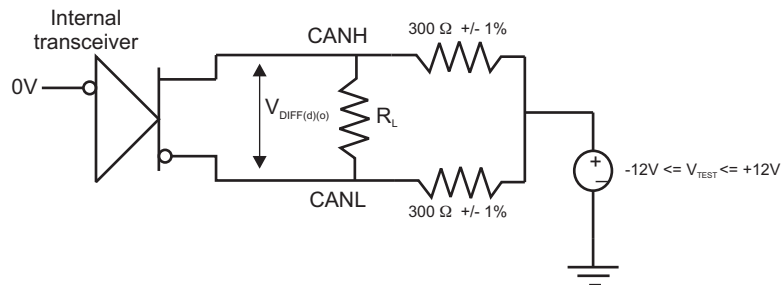 Internal
transceiver
0V
CANH
300 Ω +/- 1%
V_DIFF(d)(o)
R_L
+
–
-12V <= V_TEST <= +12V
CANL
300 Ω +/- 1%